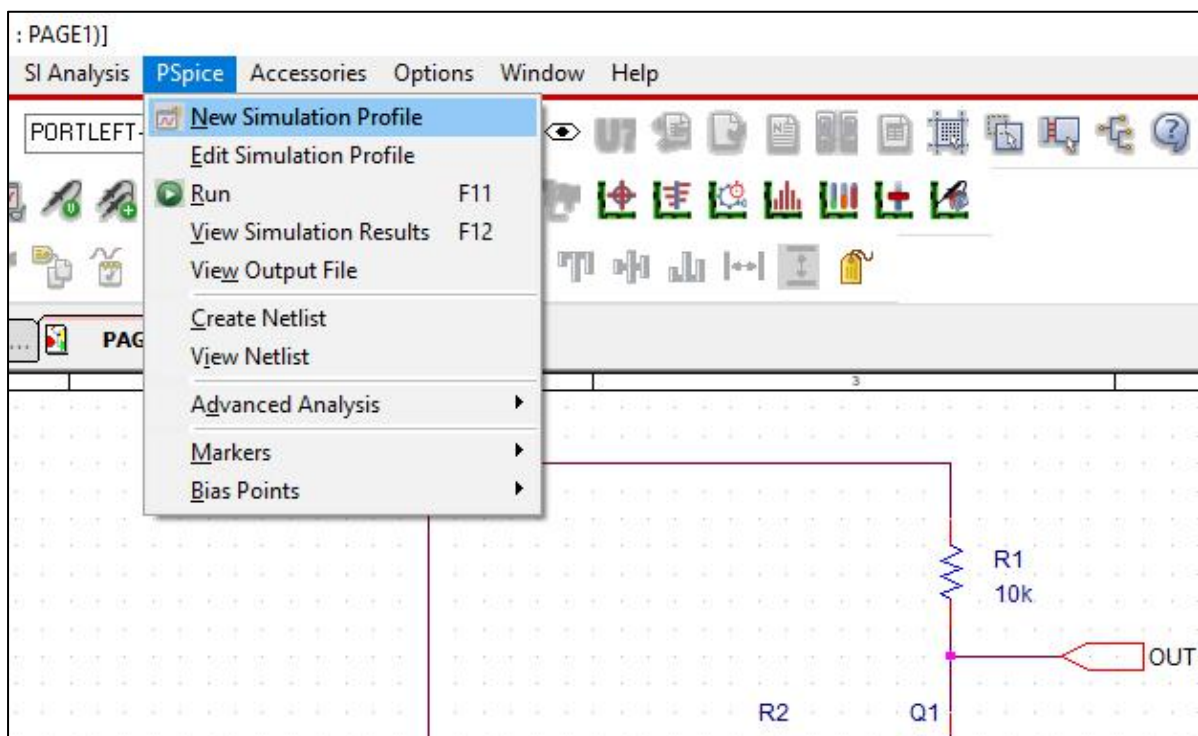 : PAGE1)]
SI Analysis PSpice Accessories Options Window Help
PORTLEFT-
New Simulation Profile
U?
Edit Simulation Profile
Run F11
View Simulation Results F12
View Output File
Create Netlist
... PAG
View Netlist
3
Advanced Analysis
Markers
Bias Points
R1
10k
OUT
R2 Q1